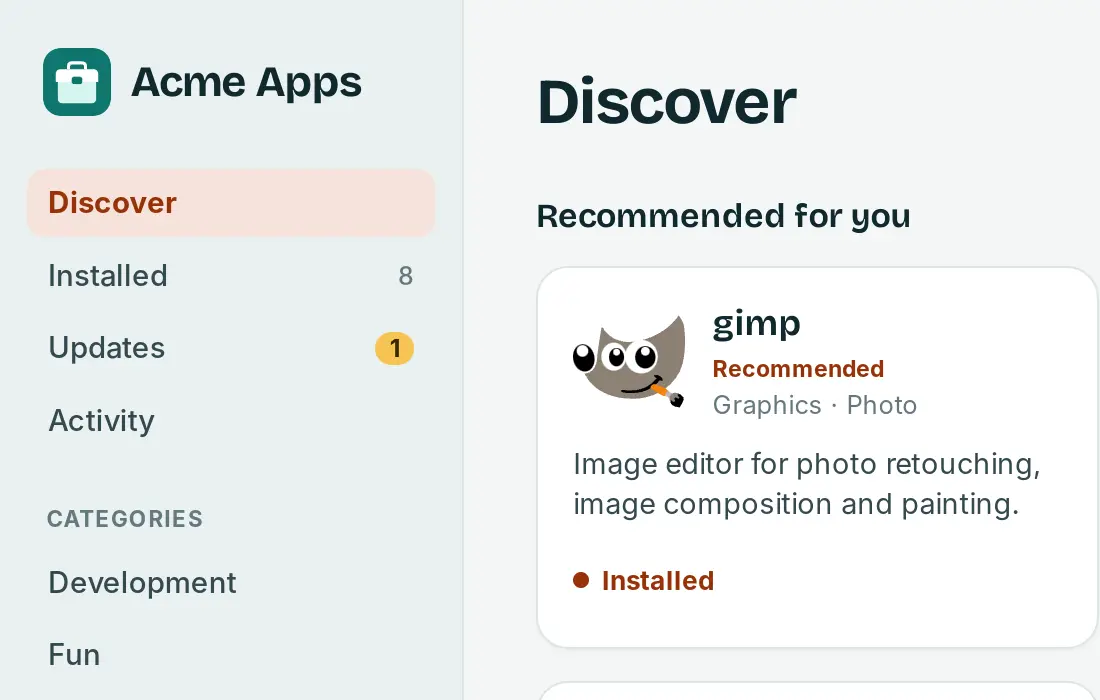 Acme Apps
Discover
Installed 8
Updates 1
Activity
CATEGORIES
Development
Fun
Discover
Recommended for you
gimp
Recommended
Graphics · Photo
Image editor for photo retouching,
image composition and painting.
Installed